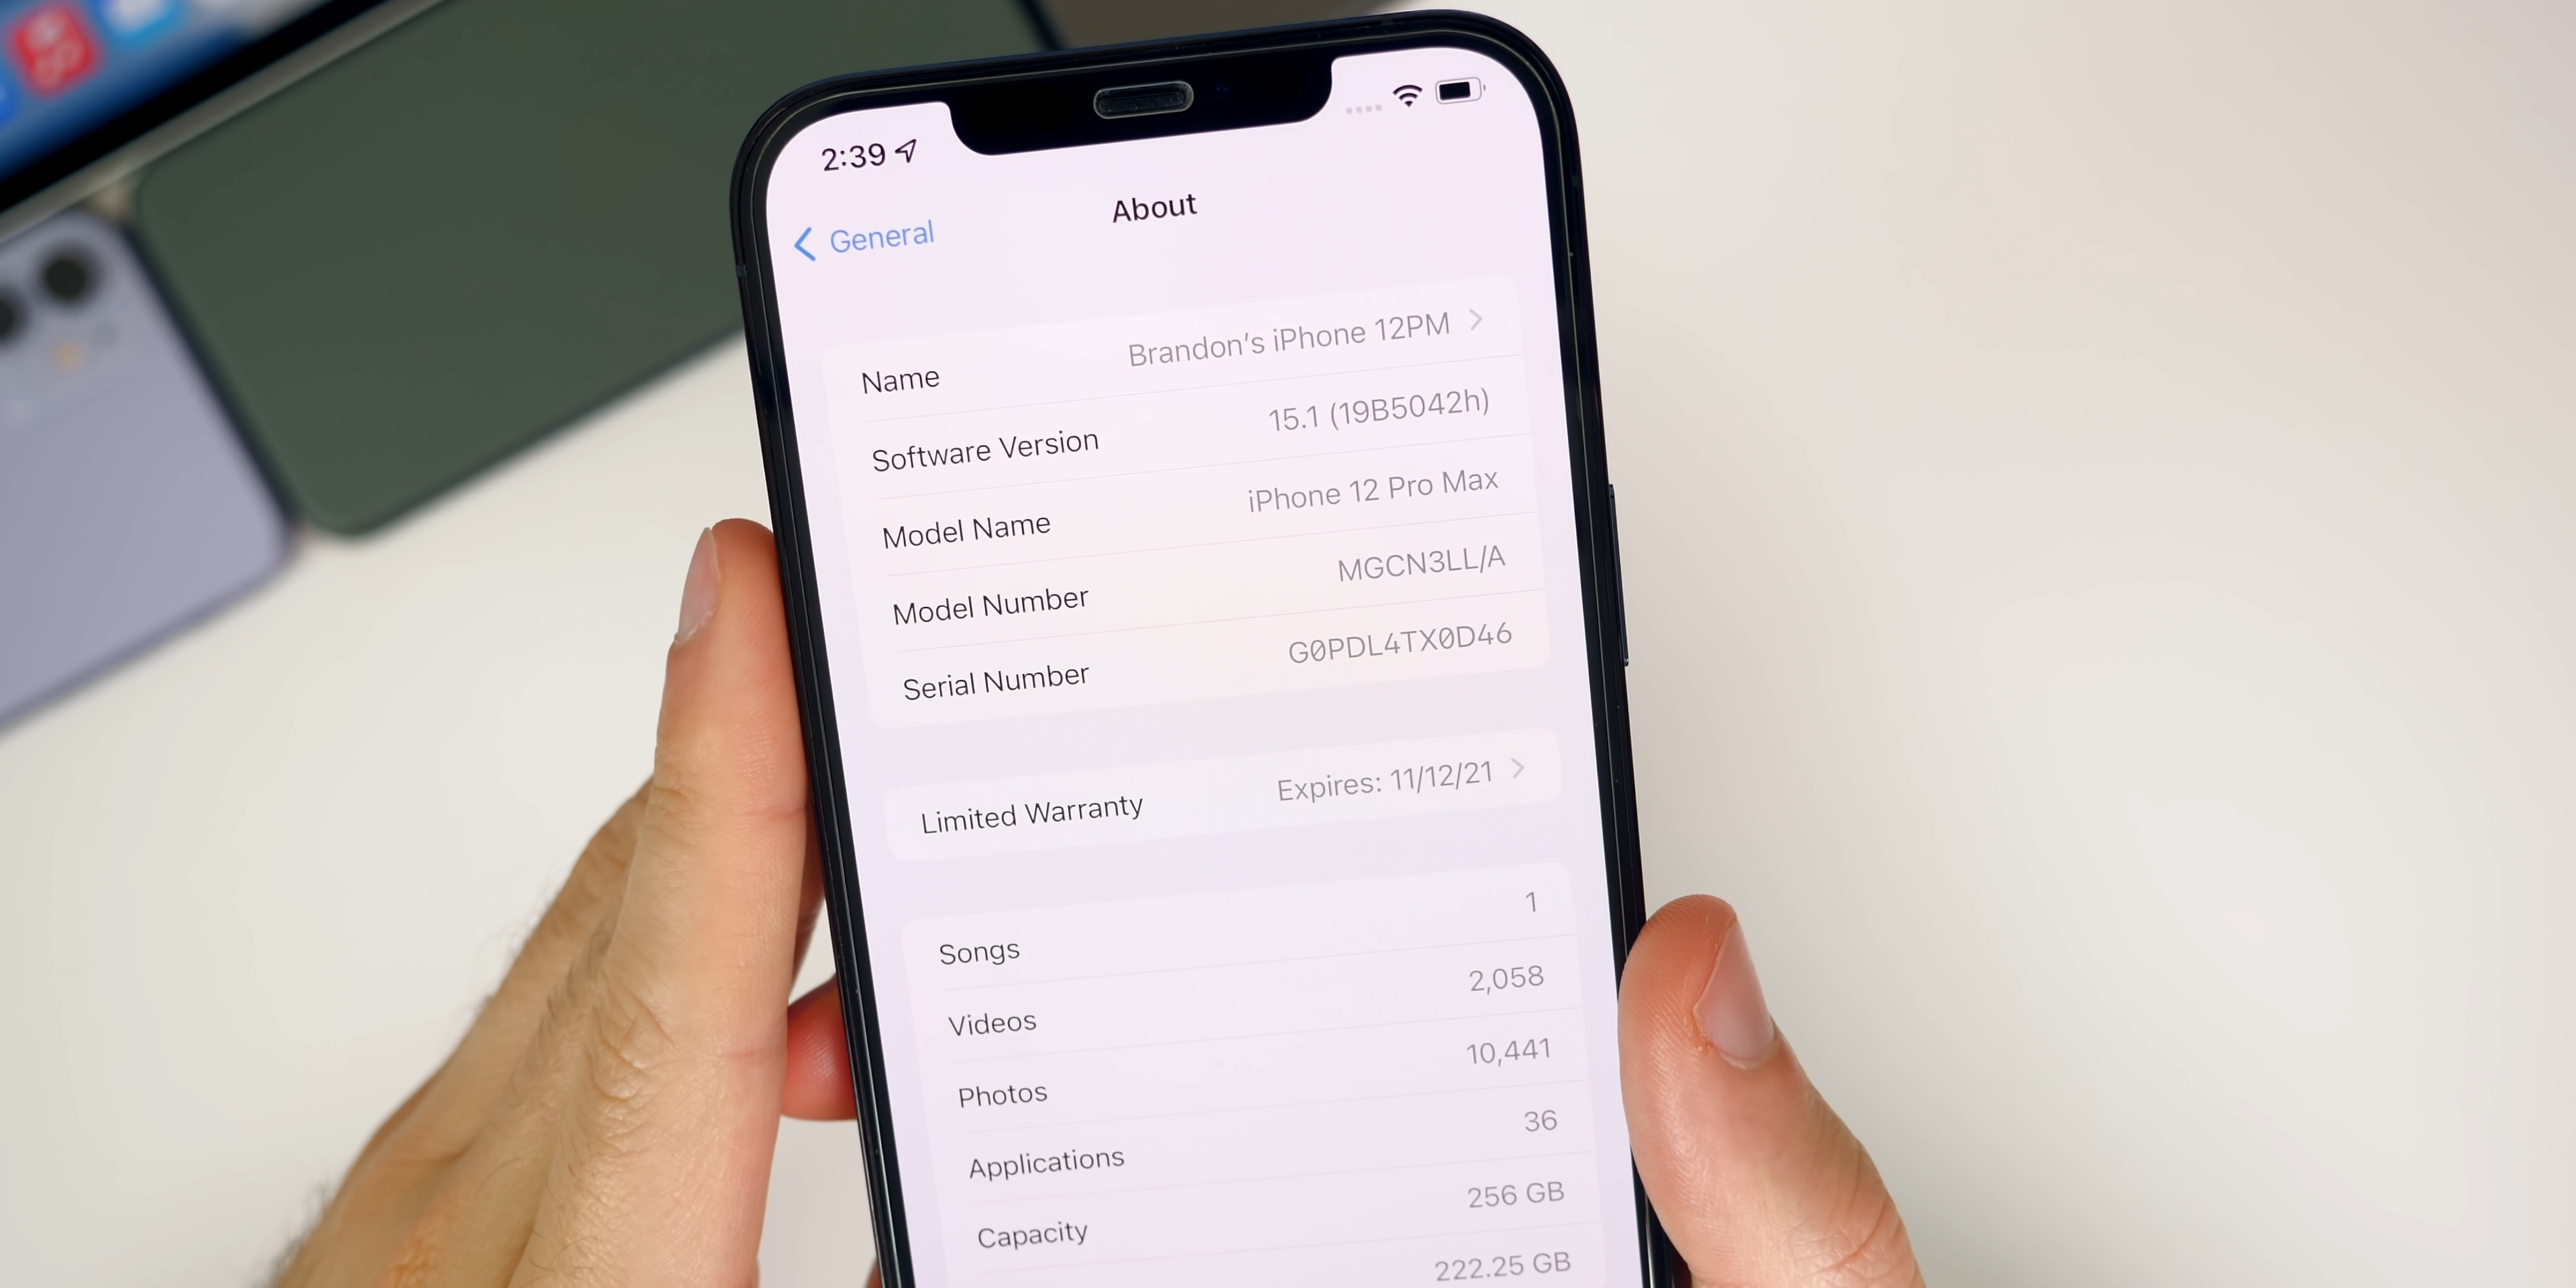 2:39
General
About
Name Brandon’s iPhone 12PM
Software Version 15.1 (19B5042h)
Model Name iPhone 12 Pro Max
Model Number MGCN3LL/A
Serial Number G0PDL4TX0D46
Limited Warranty Expires: 11/12/21
Songs 1
Videos 2,058
Photos 10,441
Applications 36
Capacity 256 GB
222.25 GB